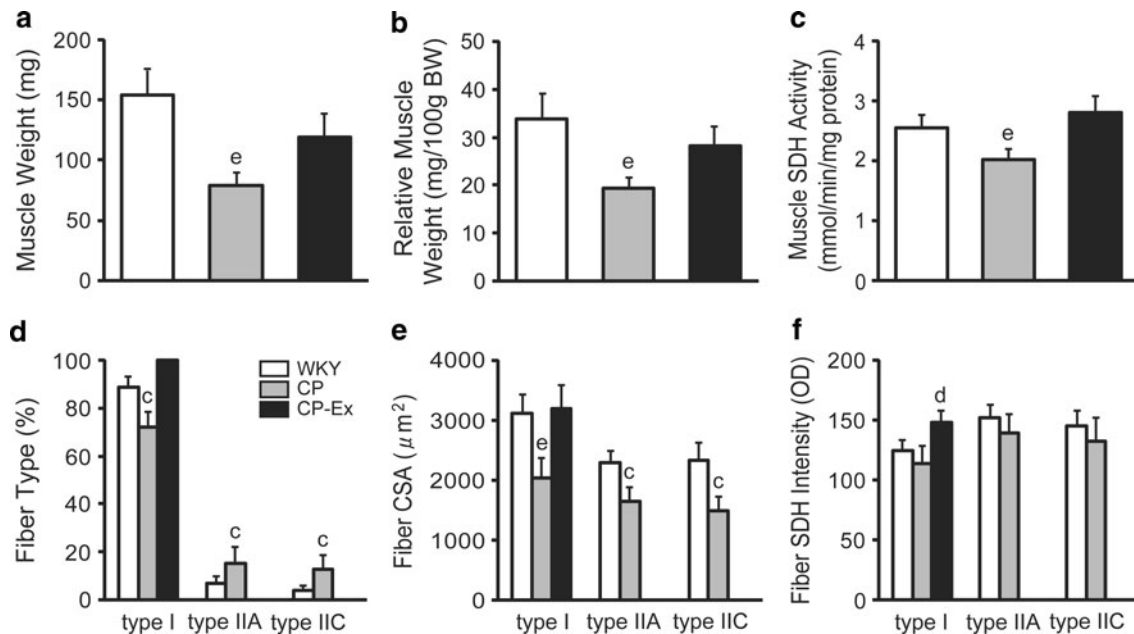 a
Muscle Weight (mg)
200
150
100
50
0
e
b
Relative Muscle
Weight (mg/100g BW)
50
40
30
20
10
0
e
c
Muscle SDH Activity
(mmol/min/mg protein)
4
3
2
1
0
e
d
Fiber Type (%)
100
80
60
40
20
0
c
c
c
WKY
CP
CP-Ex
type I type IIA type IIC
e
Fiber CSA (μm²)
4000
3000
2000
1000
0
e
c
c
type I type IIA type IIC
f
Fiber SDH Intensity (OD)
200
150
100
50
0
d
type I type IIA type IIC